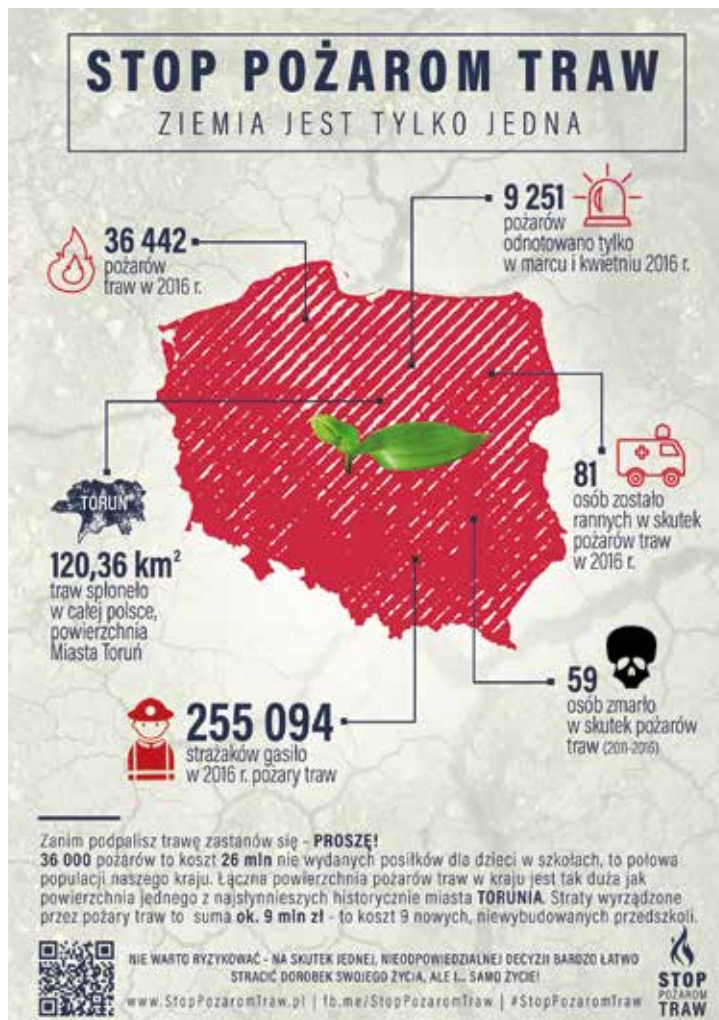 STOP POŻAROM TRAW
ZIEMIA JEST TYLKO JEDNA
9 251
pożarów
odnotowano tylko
w marcu i kwietniu 2016 r.
36 442
pożarów
traw w 2016 r.
TORUŃ
120,36 km²
traw spłoneło
w całej polsce,
powierzchnia
Miasta Toruń
81
osób zostało
rannych w skutek
pożarów traw
w 2016 r.
59
osób zmarło
w skutek pożarów
traw (2011-2016)
255 094
strażaków gasiło
w 2016 r. pożary traw
Zanim podpalisz trawę zastanów się - PROSZĘ!
36 000 pożarów to koszt 26 mln nie wydanych posiłków dla dzieci w szkołach, to połowa
populacji naszego kraju. Łączna powierzchnia pożarów traw w kraju jest tak duża jak
powierzchnia jednego z najsłynnieszych historycznie miasta TORUNIA. Straty wyrządzone
przez pożary traw to suma ok. 9 mln zł - to koszt 9 nowych, niewybudowanych przedszkoli.
NIE WARTO RYZYKOWAĆ - NA SKUTEK JEDNEJ, NIEODPOWIEDZIALNEJ DECYZJI BARDZO ŁATWO
STRACIĆ DOROBEK SWOJEGO ŻYCIA, ALE I... SAMO ŻYCIE!
www.StopPozaromTraw.pl | fb.me/StopPozaromTraw | #StopPozaromTraw
STOP
POŻAROM
TRAW